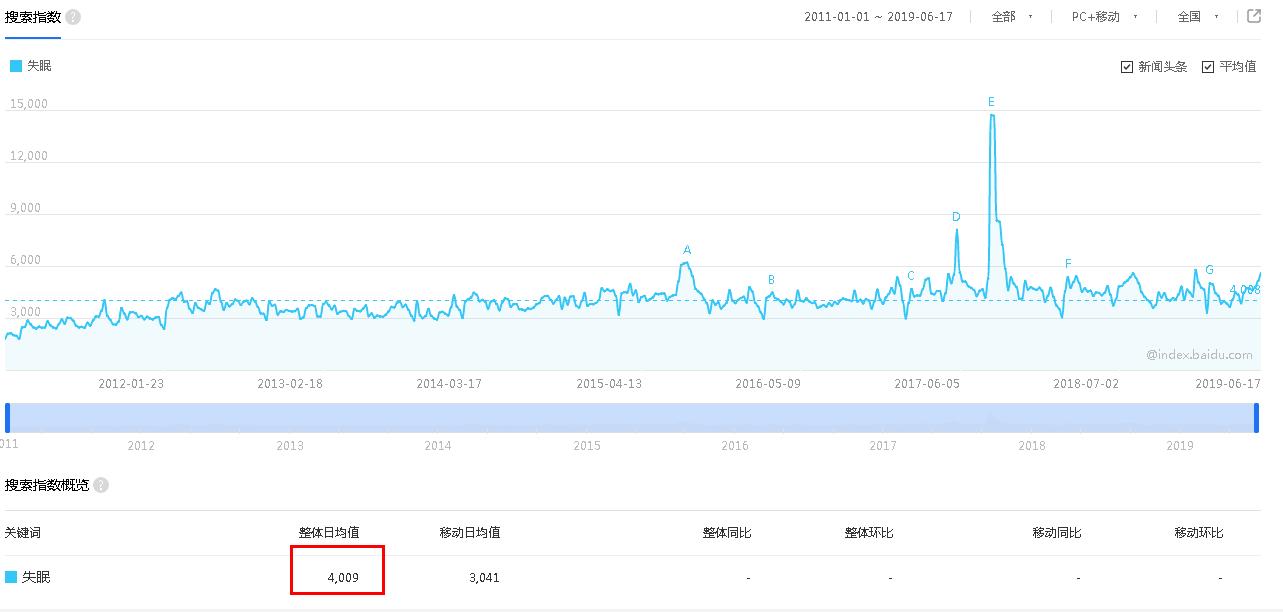 搜索指数 ?
2011-01-01 ~ 2019-06-17 全部 PC+移动 全国
失眠 新闻头条 平均值
15,000
E
12,000
9,000
D
A
6,000
B C F G
4,008
3,000
@index.baidu.com
2012-01-23 2013-02-18 2014-03-17 2015-04-13 2016-05-09 2017-06-05 2018-07-02 2019-06-17
011 2012 2013 2014 2015 2016 2017 2018 2019
搜索指数概览 ?
关键词 整体日均值 移动日均值 整体同比 整体环比 移动同比 移动环比
失眠 4,009 3,041 - - - -